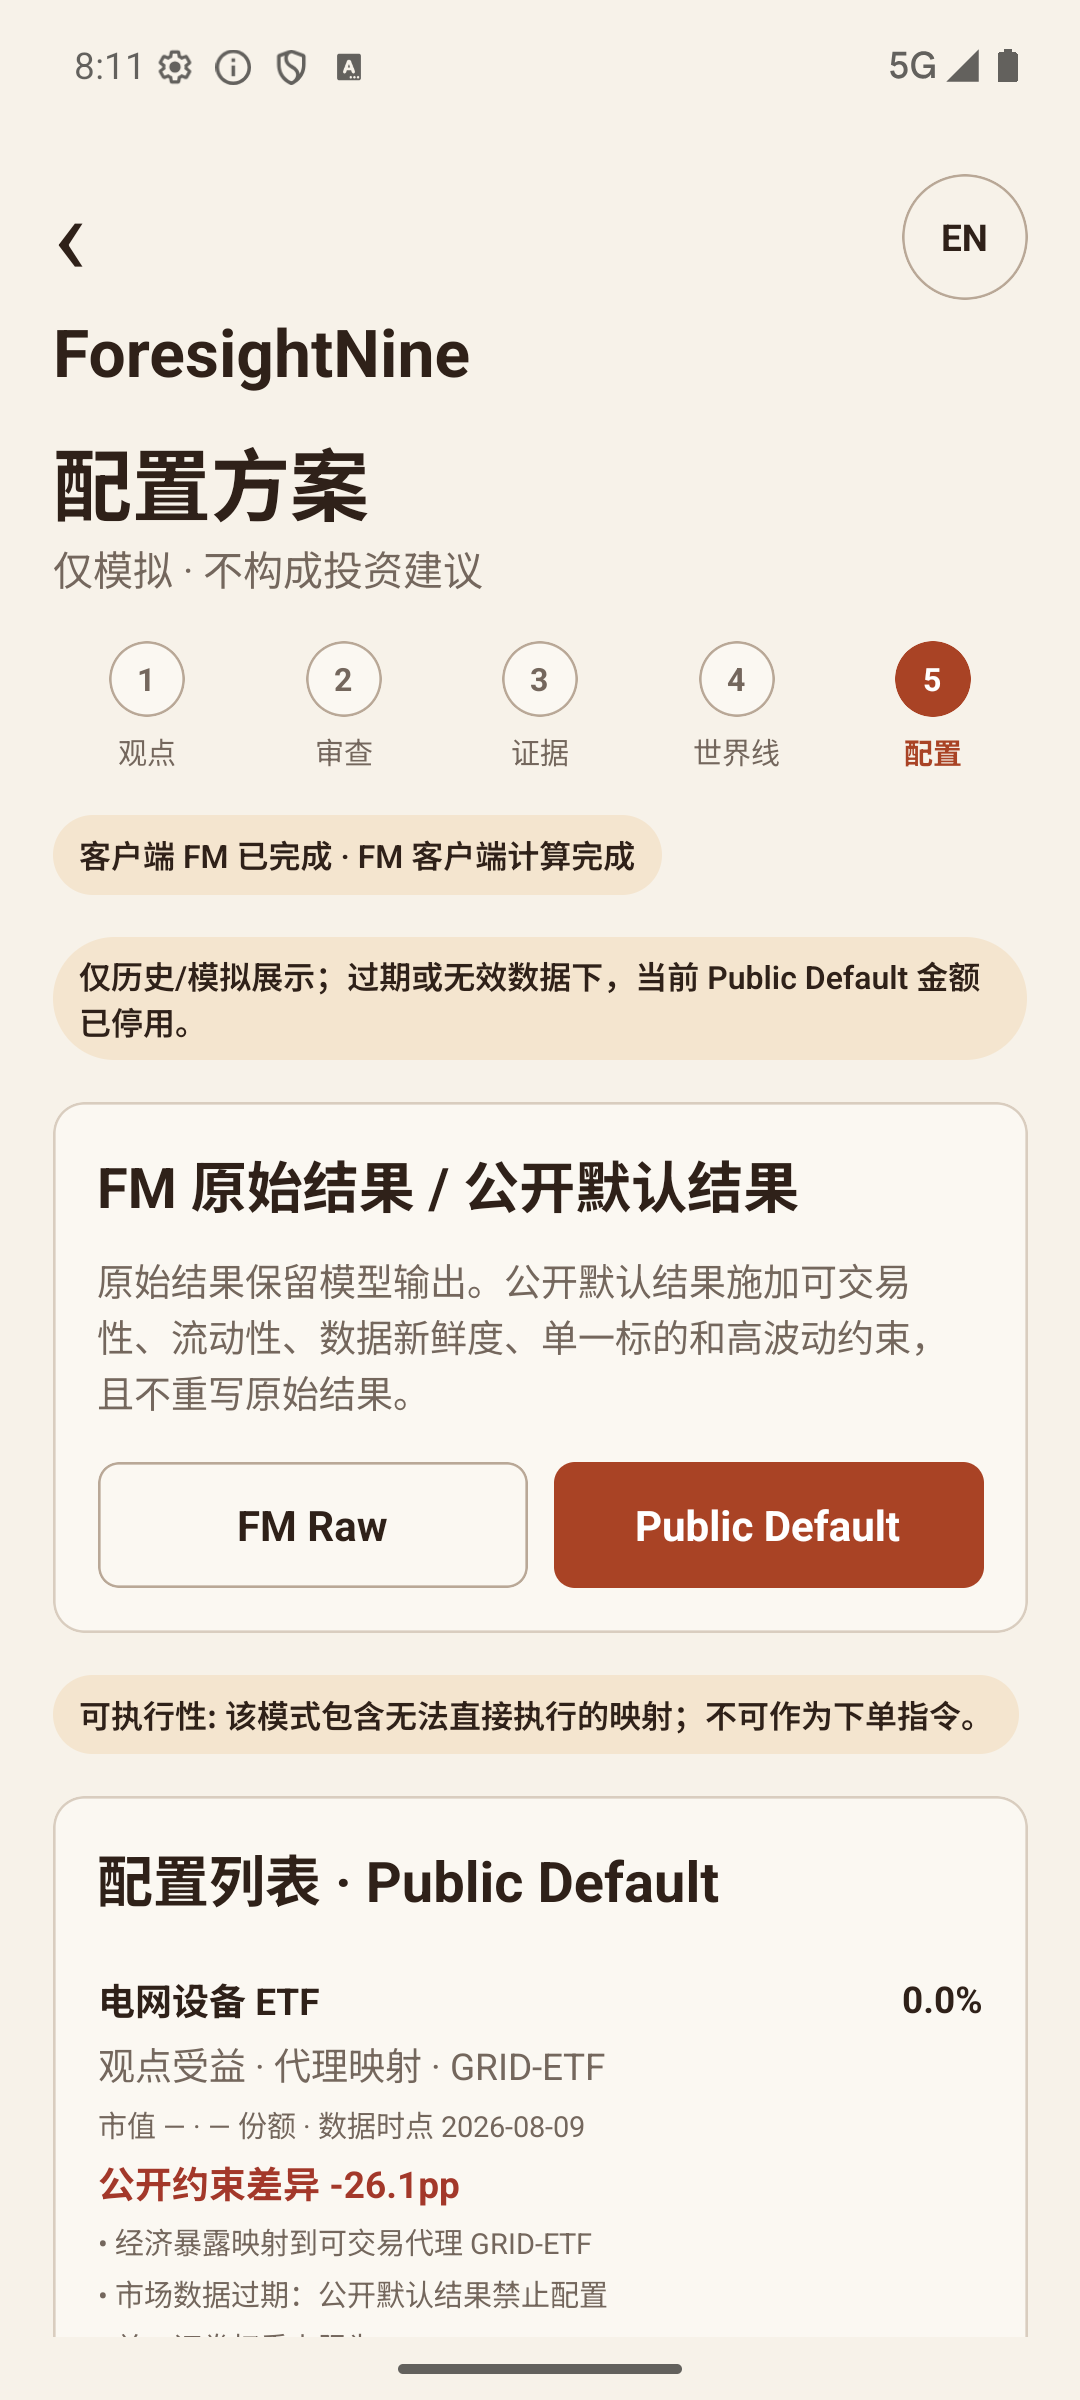 8:11
5G
EN
ForesightNine
配置方案
仅模拟 · 不构成投资建议
1
2
3
4
5
观点
审查
证据
世界线
配置
客户端 FM 已完成 · FM 客户端计算完成
仅历史/模拟展示；过期或无效数据下，当前 Public Default 金额
已停用。
FM 原始结果 / 公开默认结果
原始结果保留模型输出。公开默认结果施加可交易
性、流动性、数据新鲜度、单一标的和高波动约束，
且不重写原始结果。
FM Raw
Public Default
可执行性: 该模式包含无法直接执行的映射；不可作为下单指令。
配置列表 · Public Default
电网设备 ETF
0.0%
观点受益 · 代理映射 · GRID-ETF
市值 — · — 份额 · 数据时点 2026-08-09
公开约束差异 -26.1pp
• 经济暴露映射到可交易代理 GRID-ETF
• 市场数据过期：公开默认结果禁止配置